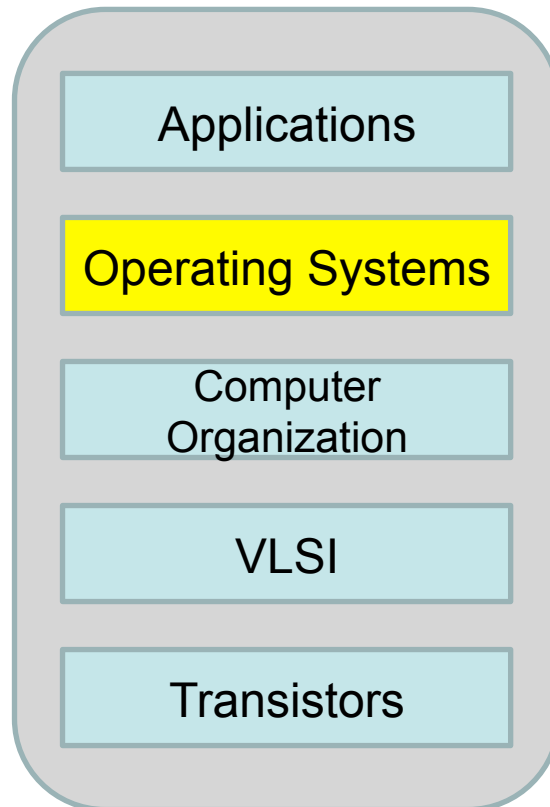 Applications
Operating Systems
Computer
Organization
VLSI
Transistors